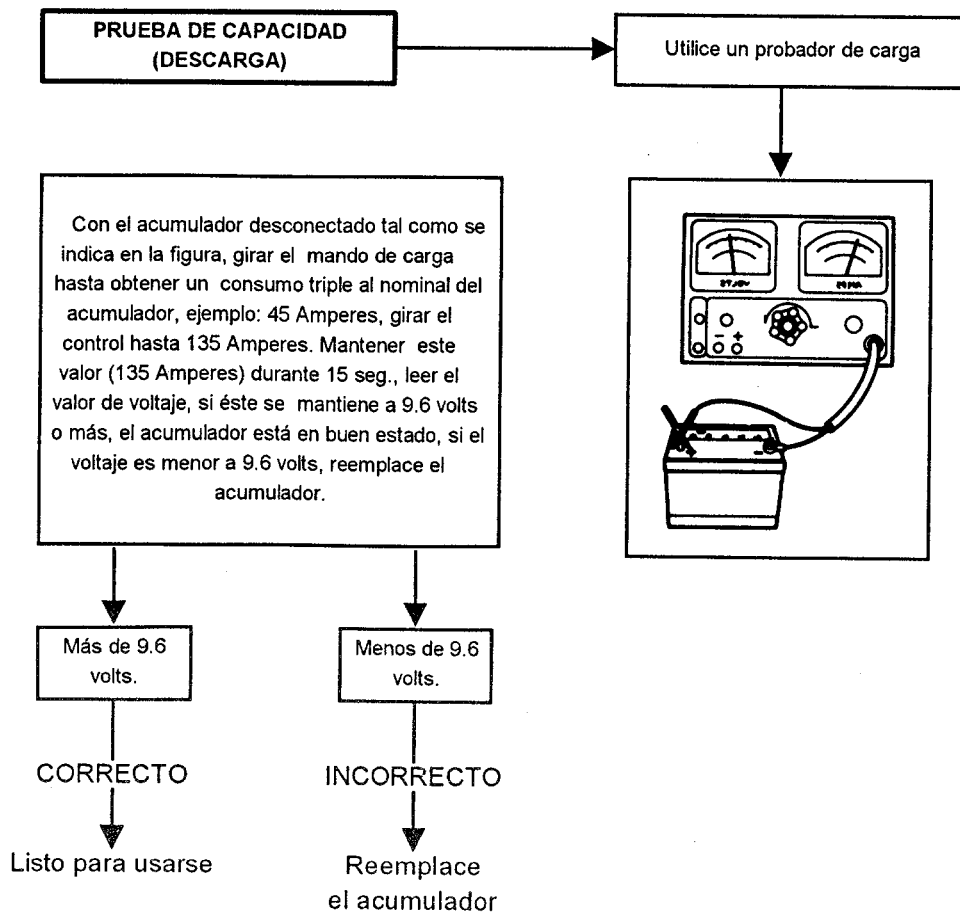 PRUEBA DE CAPACIDAD
(DESCARGA)
Utilice un probador de carga
Con el acumulador desconectado tal como se
indica en la figura, girar el mando de carga
hasta obtener un consumo triple al nominal del
acumulador, ejemplo: 45 Amperes, girar el
control hasta 135 Amperes. Mantener este
valor (135 Amperes) durante 15 seg., leer el
valor de voltaje, si éste se mantiene a 9.6 volts
o más, el acumulador está en buen estado, si el
voltaje es menor a 9.6 volts, reemplace el
acumulador.
- +
+ -
Más de 9.6
volts.
Menos de 9.6
volts.
CORRECTO
INCORRECTO
Listo para usarse
Reemplace
el acumulador